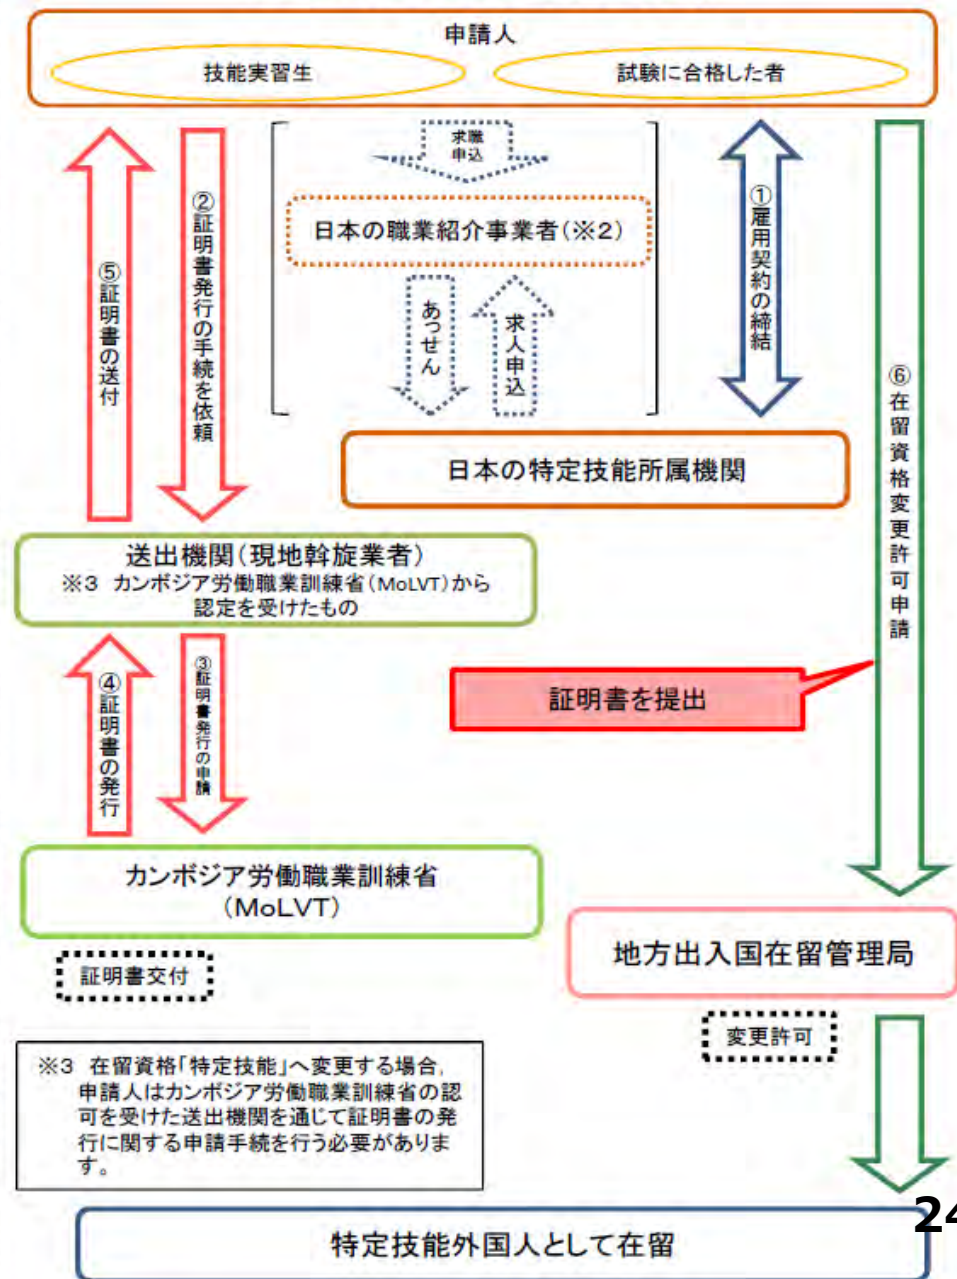 申請人
技能実習生
試験に合格した者
求職
申込
日本の職業紹介事業者(※2)
あっせん
求人申込
①雇用契約の締結
②証明書発行の手続を依頼
⑤証明書の送付
⑥在留資格変更許可申請
日本の特定技能所属機関
送出機関(現地斡旋業者)
※3 カンボジア労働職業訓練省(MoLVT)から
認定を受けたもの
④証明書の発行
③証明書発行の申請
証明書を提出
カンボジア労働職業訓練省
(MoLVT)
証明書交付
地方出入国在留管理局
変更許可
※3 在留資格「特定技能」へ変更する場合,
申請人はカンボジア労働職業訓練省の認
可を受けた送出機関を通じて証明書の発
行に関する申請手続を行う必要がありま
す。
24
特定技能外国人として在留